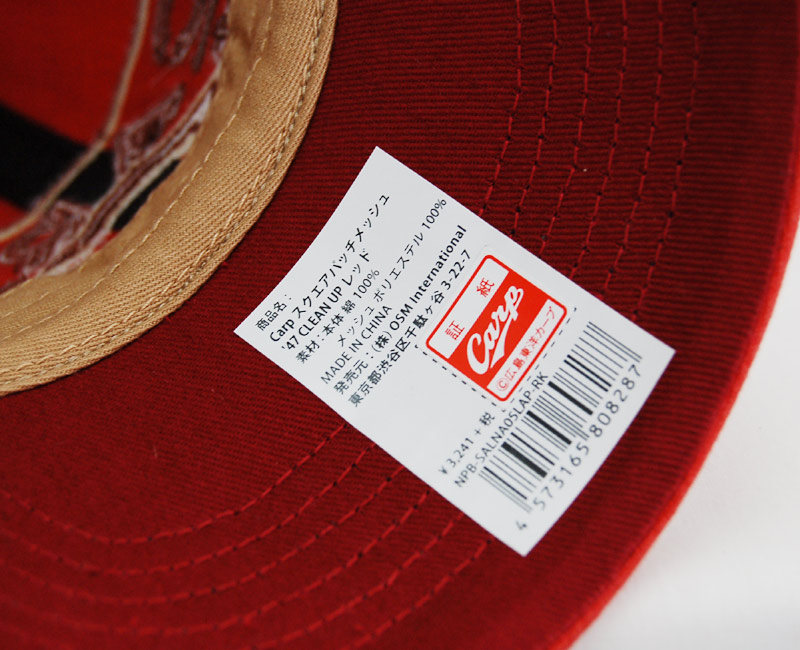 商品名：
Carp スクエアパッチメッシュ
'47 CLEAN UP レッド
素材：本体 綿 100%
メッシュ ポリエステル 100%
MADE IN CHINA
発売元：(株) OSM International
東京都渋谷区千駄ヶ谷 3-22-7
証紙
Carp
©広島東洋カープ
¥3,241 + 税
NPB-SALNA05LAP-RK
4 573165 808287